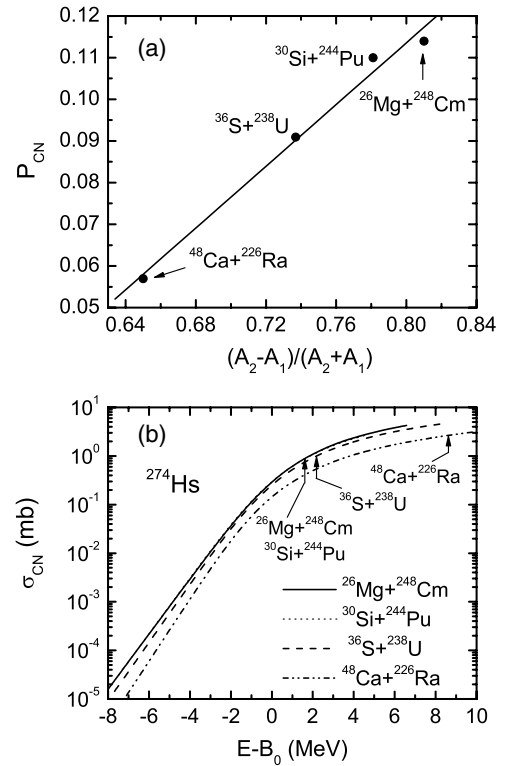 (a)
0.12
0.11
0.10
0.09
0.08
0.07
0.06
0.05
P_CN
³⁰Si+²⁴⁴Pu
²⁶Mg+²⁴⁸Cm
³⁶S+²³⁸U
⁴⁸Ca+²²⁶Ra
0.64 0.68 0.72 0.76 0.80 0.84
(A₂-A₁)/(A₂+A₁)
(b)
10¹
10⁰
10⁻¹
10⁻²
10⁻³
10⁻⁴
10⁻⁵
σ_CN (mb)
²⁷⁴Hs
⁴⁸Ca+²²⁶Ra
³⁶S+²³⁸U
²⁶Mg+²⁴⁸Cm
³⁰Si+²⁴⁴Pu
²⁶Mg+²⁴⁸Cm
³⁰Si+²⁴⁴Pu
³⁶S+²³⁸U
⁴⁸Ca+²²⁶Ra
-8 -6 -4 -2 0 2 4 6 8 10
E-B₀ (MeV)